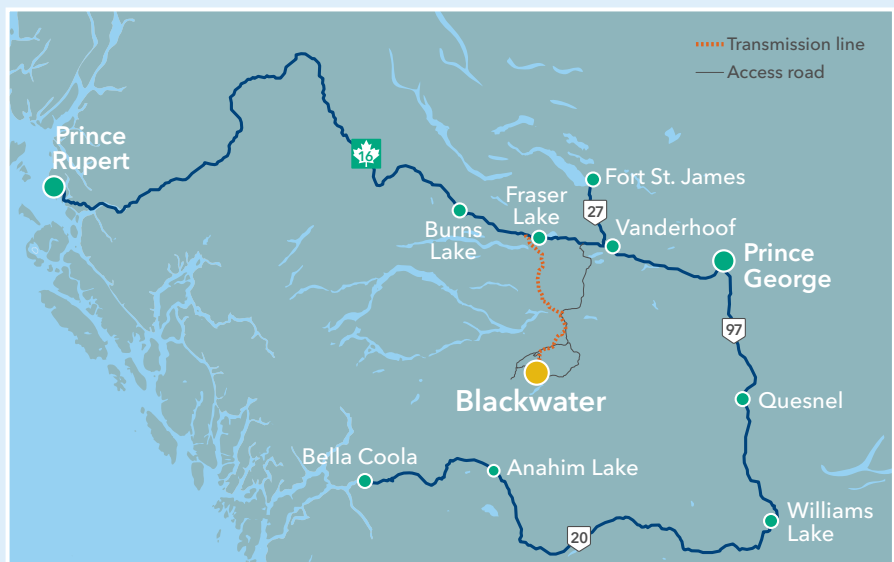 Transmission line
Access road
Prince
Rupert
16
Fort St. James
Fraser
Lake
27
Vanderhoof
Burns
Lake
Prince
George
97
Blackwater
Quesnel
Bella Coola
Anahim Lake
Williams
Lake
20